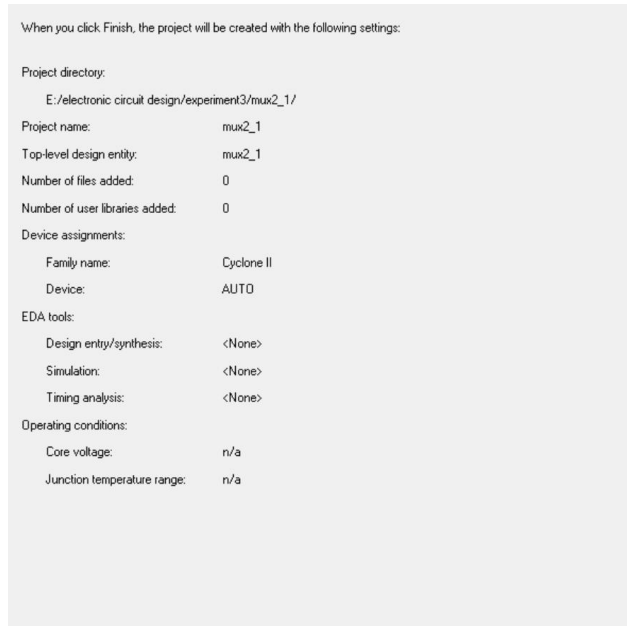 When you click Finish, the project will be created with the following settings:
Project directory:
E:/electronic circuit design/experiment3/mux2_1/
Project name: mux2_1
Top-level design entity: mux2_1
Number of files added: 0
Number of user libraries added: 0
Device assignments:
Family name: Cyclone II
Device: AUTO
EDA tools:
Design entry/synthesis: <None>
Simulation: <None>
Timing analysis: <None>
Operating conditions:
Core voltage: n/a
Junction temperature range: n/a